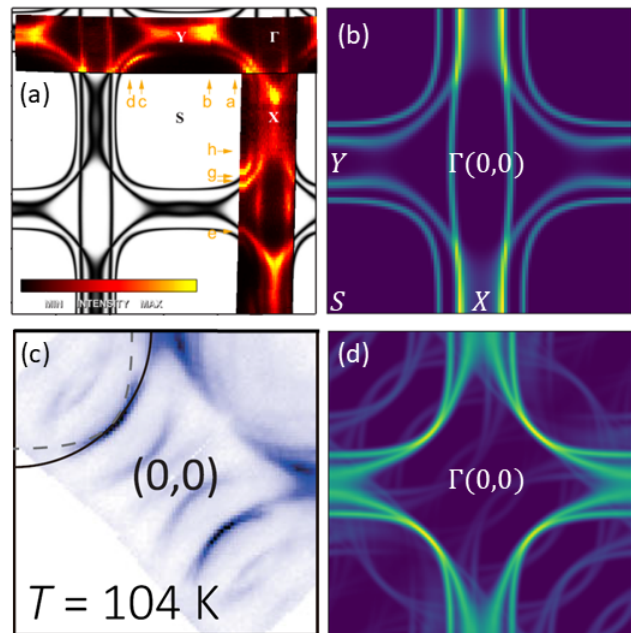 (a)
Y
Γ
d c
b
a
S
X
h
g
e
MIN INTENSITY MAX
(b)
Y
Γ(0,0)
S
X
(c)
(0,0)
T = 104 K
(d)
Γ(0,0)